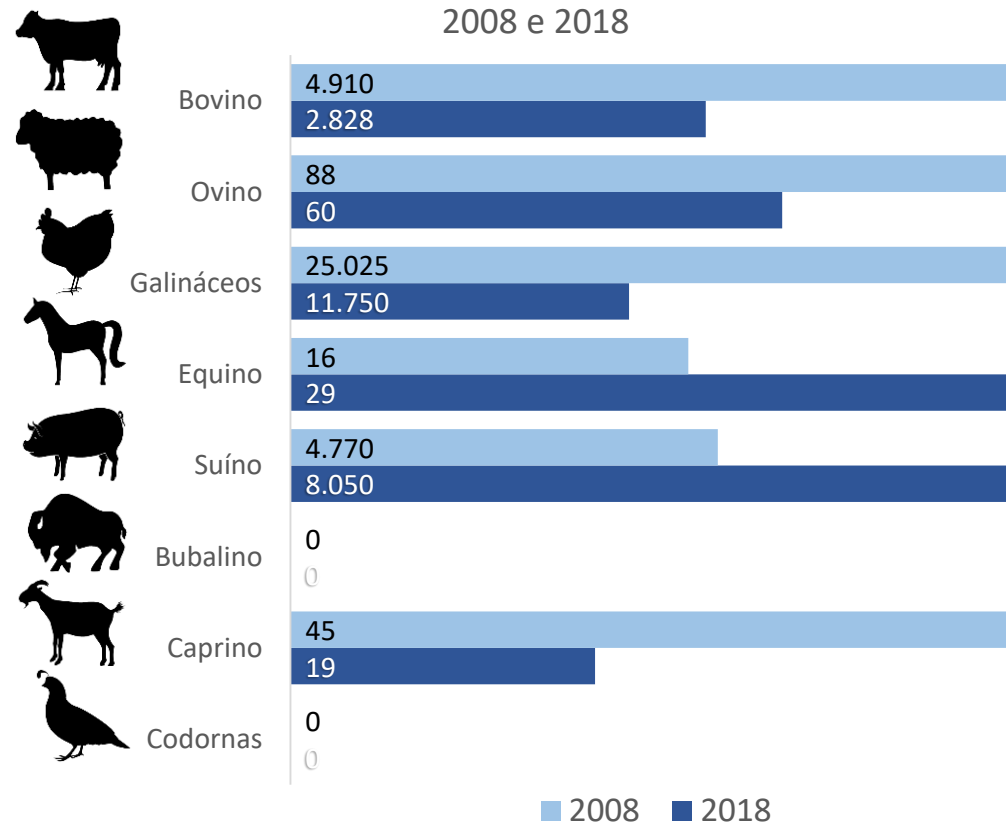 2008 e 2018
Bovino
4.910
2.828
Ovino
88
60
Galináceos
25.025
11.750
Equino
16
29
Suíno
4.770
8.050
Bubalino
0
0
Caprino
45
19
Codornas
0
0
2008 2018